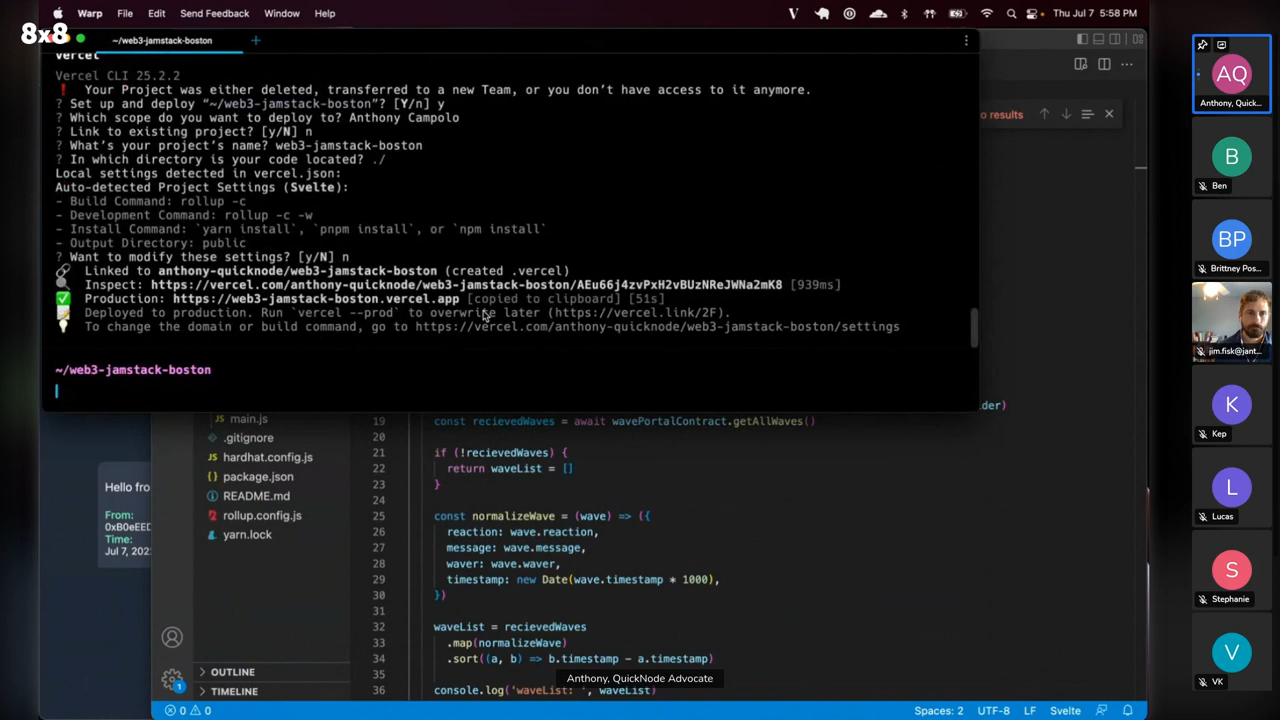 8x8
Warp File Edit Send Feedback Window Help
Thu Jul 7 5:58 PM
~/web3-jamstack-boston
vercel
Vercel CLI 25.2.2
❗ Your Project was either deleted, transferred to a new Team, or you don't have access to it anymore.
? Set up and deploy “~/web3-jamstack-boston”? [Y/n] y
? Which scope do you want to deploy to? Anthony Campolo
? Link to existing project? [y/N] n
? What's your project's name? web3-jamstack-boston
? In which directory is your code located? ./
Local settings detected in vercel.json:
Auto-detected Project Settings (Svelte):
- Build Command: rollup -c
- Development Command: rollup -c -w
- Install Command: `yarn install`, `pnpm install`, or `npm install`
- Output Directory: public
? Want to modify these settings? [y/N] n
🔗 Linked to anthony-quicknode/web3-jamstack-boston (created .vercel)
🔍 Inspect: https://vercel.com/anthony-quicknode/web3-jamstack-boston/AEu66j4zvPxH2vBUzNReJWNa2mK8 [939ms]
✅ Production: https://web3-jamstack-boston.vercel.app [copied to clipboard] [51s]
📝 Deployed to production. Run `vercel --prod` to overwrite later (https://vercel.link/2F).
💡 To change the domain or build command, go to https://vercel.com/anthony-quicknode/web3-jamstack-boston/settings
~/web3-jamstack-boston
o results
main.js
.gitignore
hardhat.config.js
package.json
README.md
rollup.config.js
yarn.lock
OUTLINE
TIMELINE
der)
19 const recievedWaves = await wavePortalContract.getAllWaves()
20
21 if (!recievedWaves) {
22 return waveList = []
23 }
24
25 const normalizeWave = (wave) => ({
26 reaction: wave.reaction,
27 message: wave.message,
28 waver: wave.waver,
29 timestamp: new Date(wave.timestamp * 1000),
30 })
31
32 waveList = recievedWaves
33 .map(normalizeWave)
34 .sort((a, b) => b.timestamp - a.timestamp)
35
36 console.log('waveList: ', waveList)
Hello fro
From:
0xB0eEED
Time:
Jul 7, 202
1
0 0
Spaces: 2 UTF-8 LF Svelte
Anthony, QuickNode Advocate
AQ
Anthony, Quick...
B
Ben
BP
Brittney Pos...
jim.fisk@jant...
K
Kep
L
Lucas
S
Stephanie
V
VK